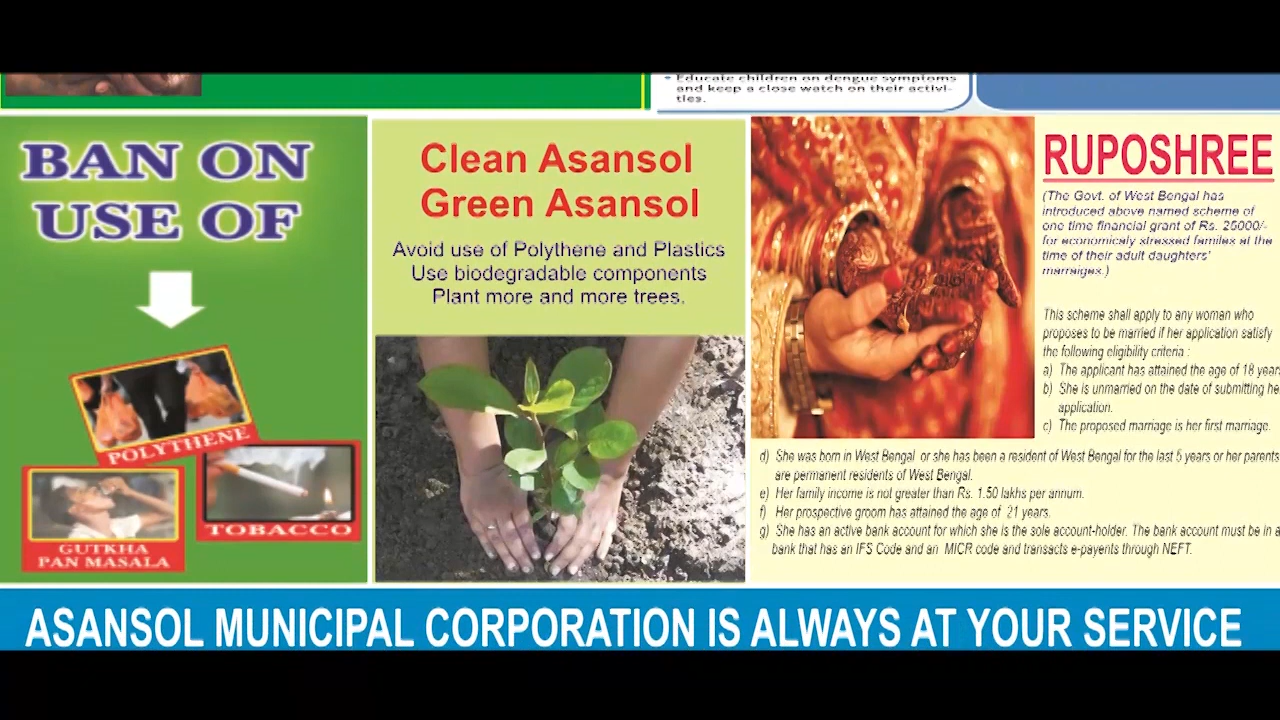 Educate children on dengue symptoms
and keep a close watch on their activi-
ties.
BAN ON
USE OF
POLYTHENE
GUTKHA
PAN MASALA
TOBACCO
Clean Asansol
Green Asansol
Avoid use of Polythene and Plastics
Use biodegradable components
Plant more and more trees.
RUPOSHREE
(The Govt. of West Bengal has
introduced above named scheme of
one time financial grant of Rs. 25000/-
for economicaly stressed familes at the
time of their adult daughters'
marraiges.)
This scheme shall apply to any woman who
proposes to be married if her application satisfy
the following eligibility criteria :
a) The applicant has attained the age of 18 years
b) She is unmarried on the date of submitting he
application.
c) The proposed marriage is her first marriage.
d) She was born in West Bengal or she has been a resident of West Bengal for the last 5 years or her parents
are permanent residents of West Bengal.
e) Her family income is not greater than Rs. 1.50 lakhs per annum.
f) Her prospective groom has attained the age of 21 years.
g) She has an active bank account for which she is the sole account-holder. The bank account must be in a
bank that has an IFS Code and an MICR code and transacts e-payents through NEFT.
ASANSOL MUNICIPAL CORPORATION IS ALWAYS AT YOUR SERVICE